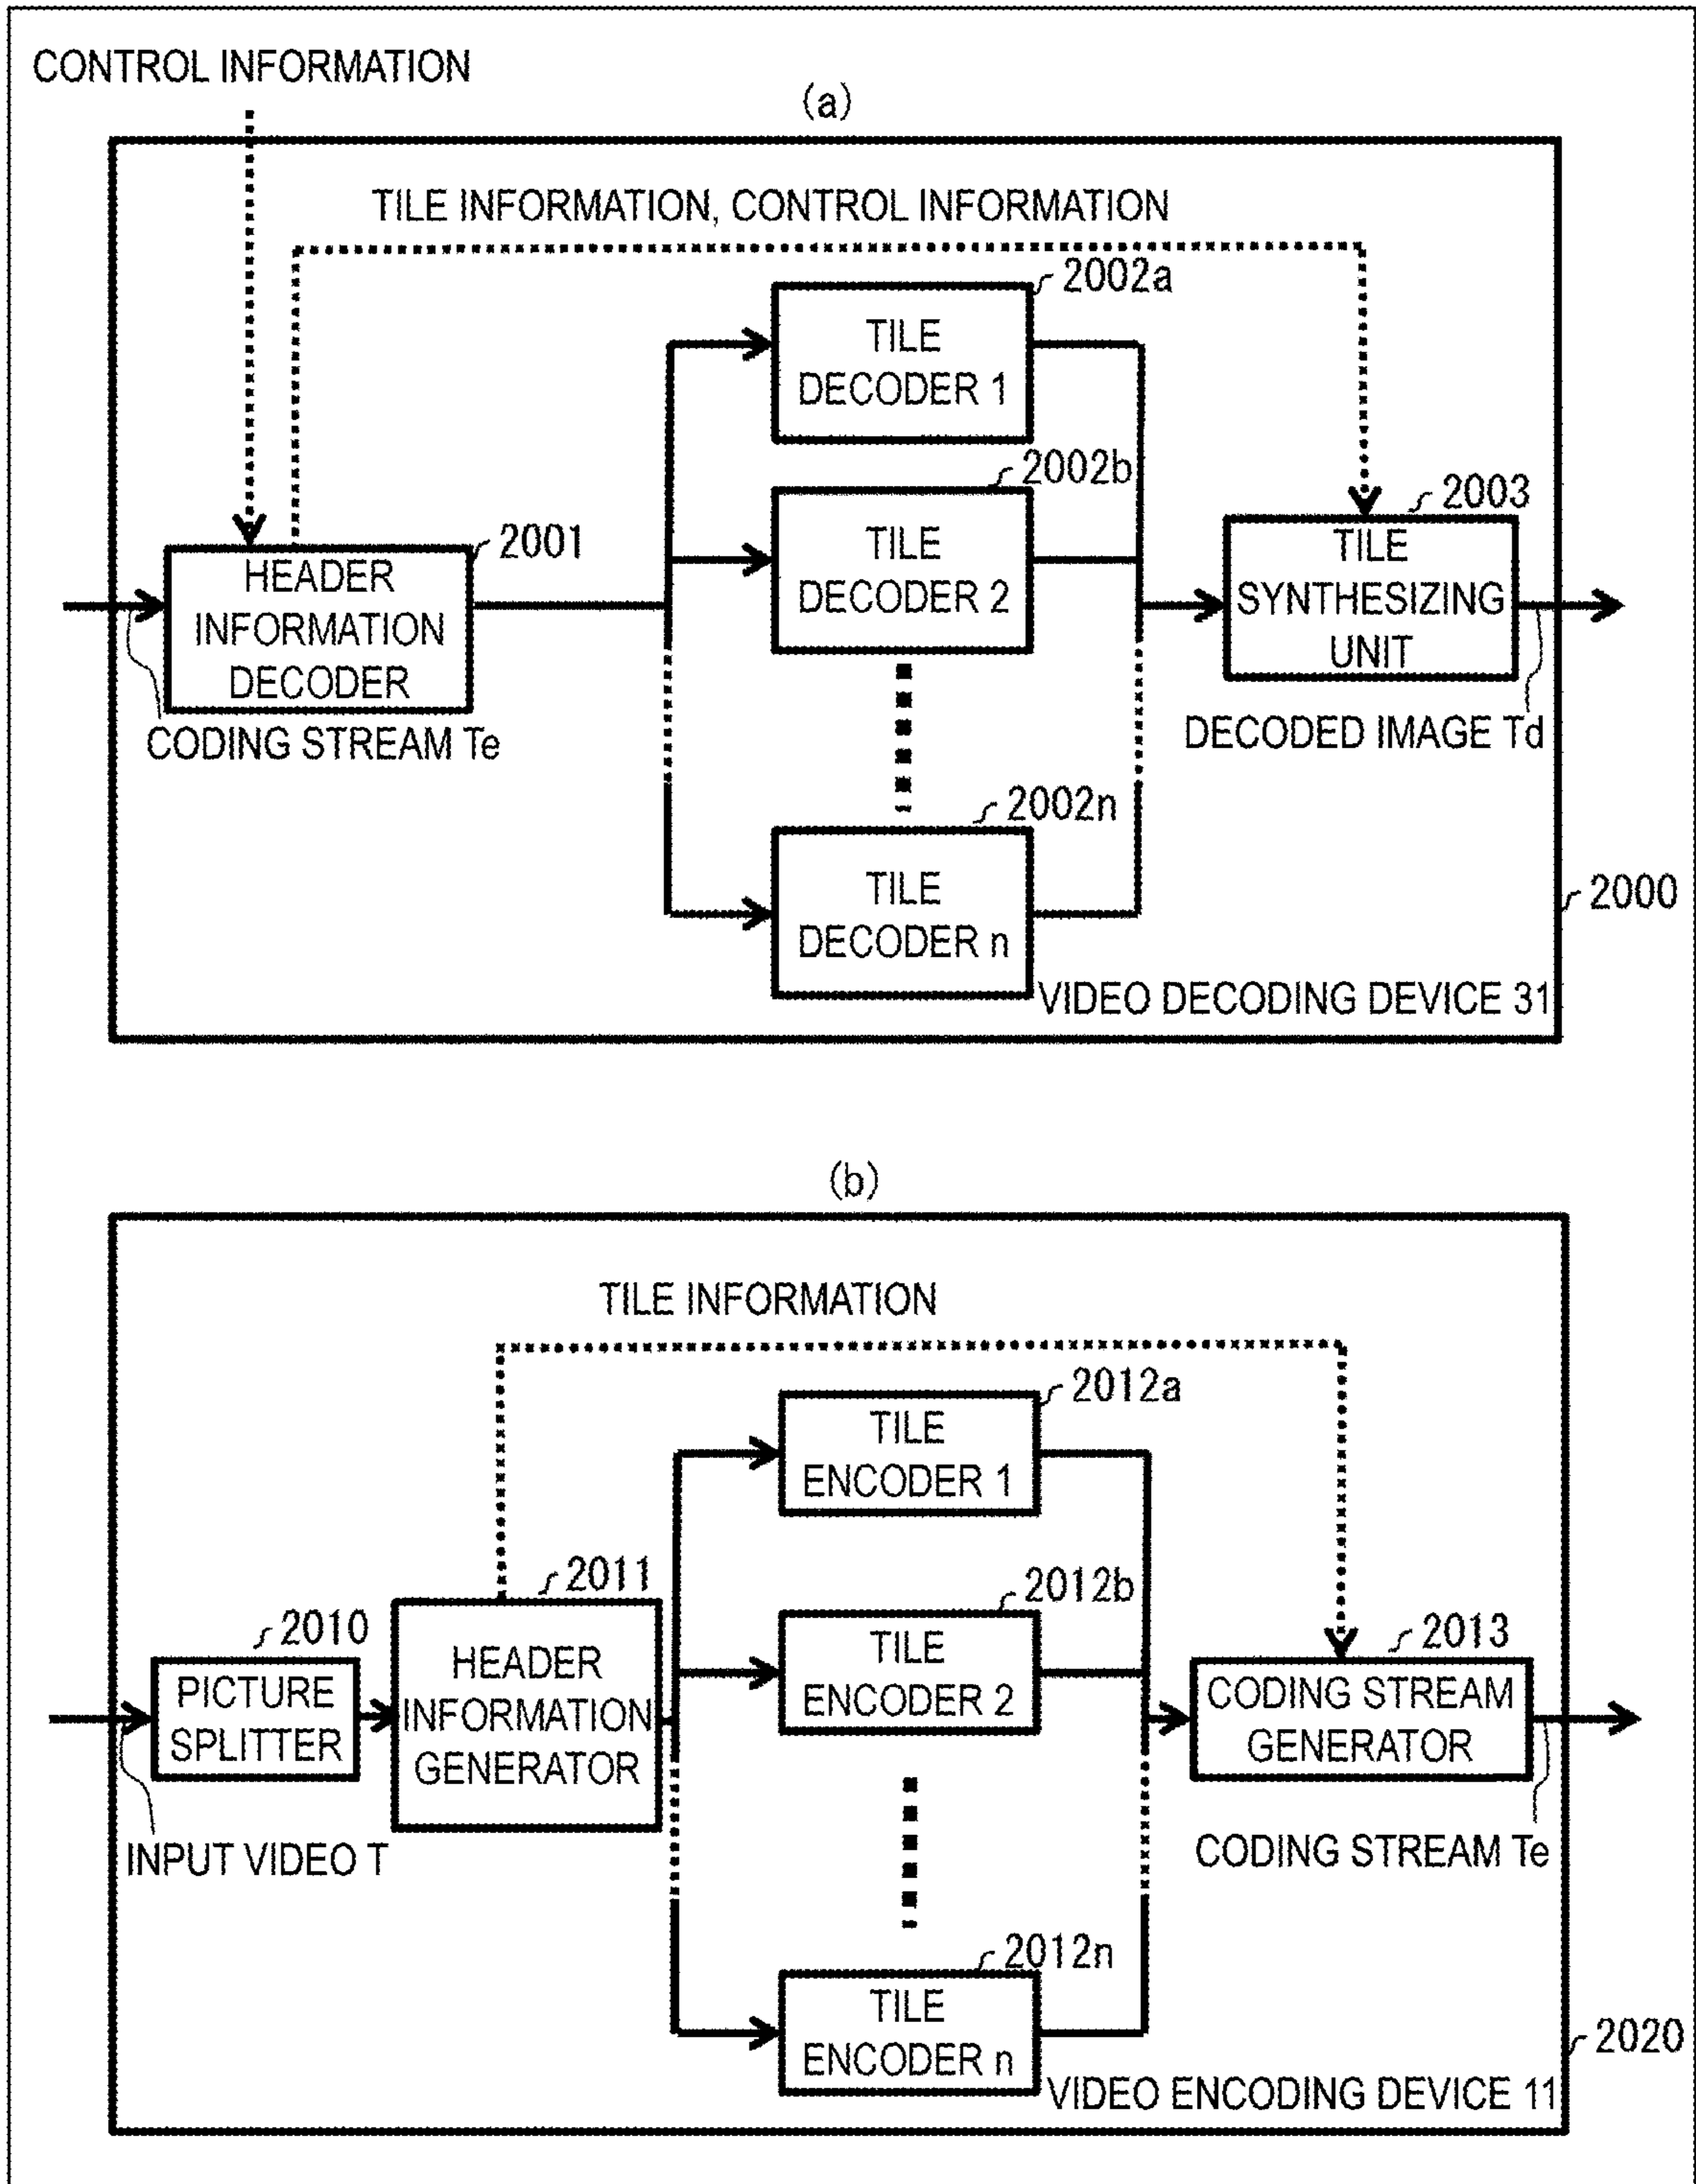 CONTROL INFORMATION
(a)
TILE INFORMATION, CONTROL INFORMATION
2002a
TILE
DECODER 1
2002b
TILE
DECODER 2
2003
TILE
SYNTHESIZING
UNIT
2001
HEADER
INFORMATION
DECODER
CODING STREAM Te
DECODED IMAGE Td
2002n
TILE
DECODER n
2000
VIDEO DECODING DEVICE 31
(b)
TILE INFORMATION
2012a
TILE
ENCODER 1
2011
HEADER
INFORMATION
GENERATOR
2012b
TILE
ENCODER 2
2010
PICTURE
SPLITTER
2013
CODING STREAM
GENERATOR
INPUT VIDEO T
CODING STREAM Te
2012n
TILE
ENCODER n
2020
VIDEO ENCODING DEVICE 11